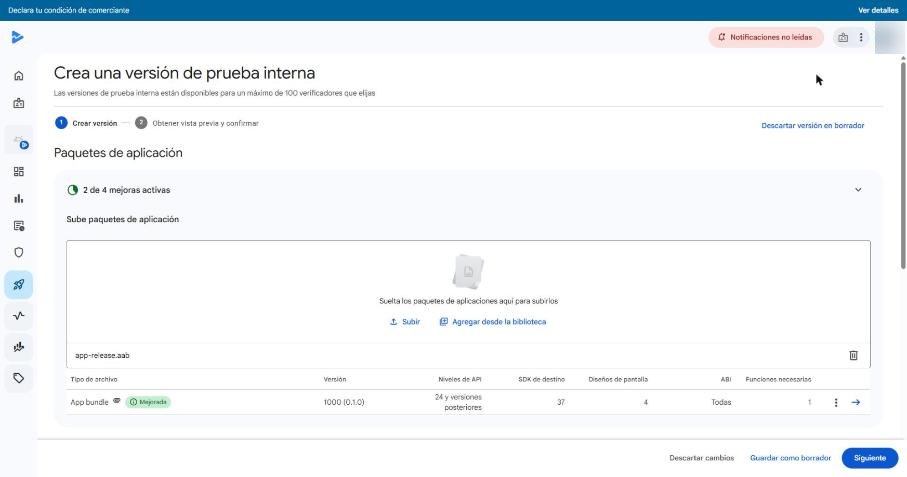 Declara tu condición de comerciante
Ver detalles
Notificaciones no leídas
Crea una versión de prueba interna
Las versiones de prueba interna están disponibles para un máximo de 100 verificadores que elijas
1 Crear versión
2 Obtener vista previa y confirmar
Descartar versión en borrador
Paquetes de aplicación
2 de 4 mejoras activas
Sube paquetes de aplicación
Suelta los paquetes de aplicaciones aquí para subirlos
Subir
Agregar desde la biblioteca
app-release.aab
Tipo de archivo Versión Niveles de API SDK de destino Diseños de pantalla ABI Funciones necesarias
App bundle Mejorada 1000 (0.1.0) 24 y versiones posteriores 37 4 Todas 1
Descartar cambios
Guardar como borrador
Siguiente